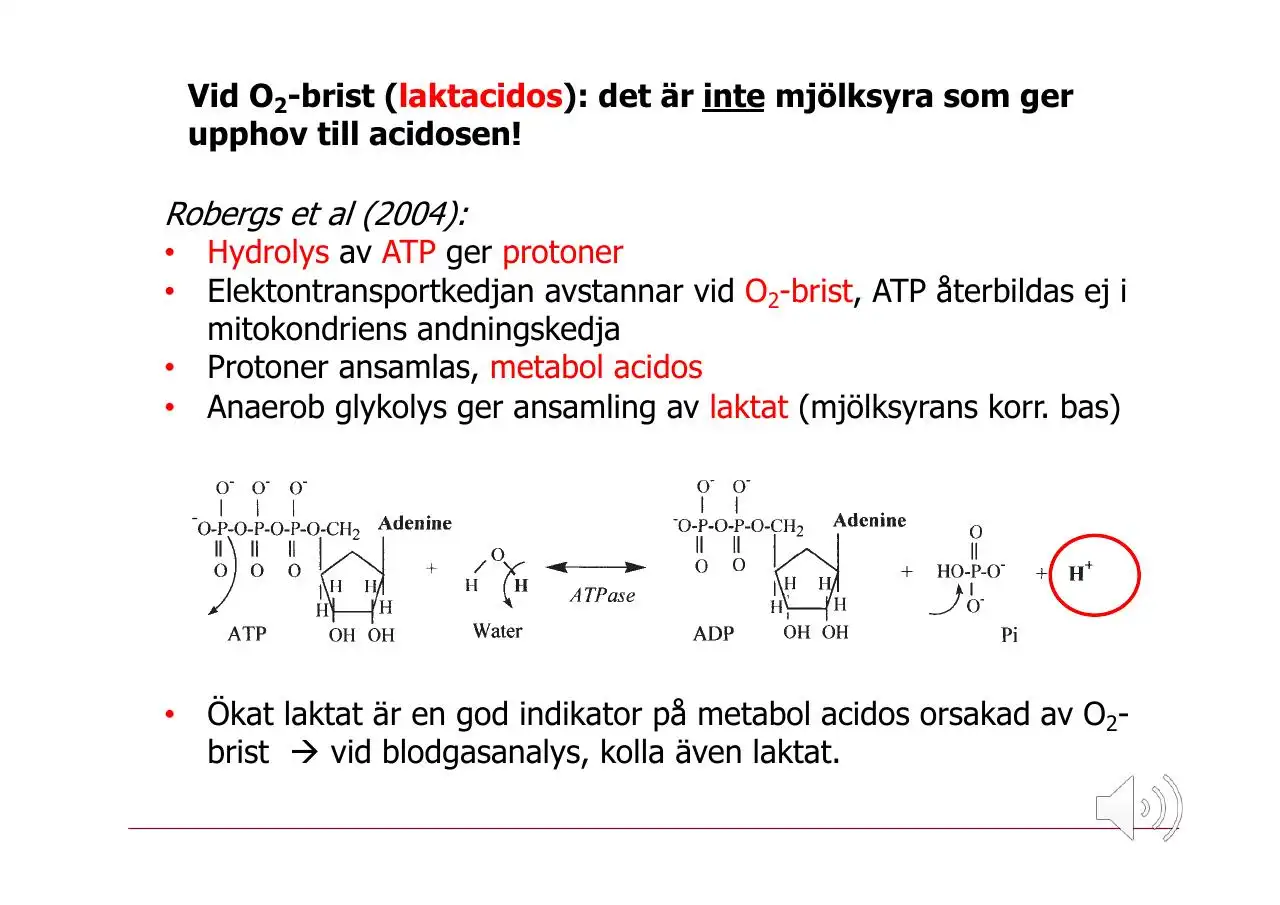 Vid O₂-brist (laktacidos): det är inte mjölksyra som ger
upphov till acidosen!
Robergs et al (2004):
• Hydrolys av ATP ger protoner
• Elektontransportkedjan avstannar vid O₂-brist, ATP återbildas ej i
mitokondriens andningskedja
• Protoner ansamlas, metabol acidos
• Anaerob glykolys ger ansamling av laktat (mjölksyrans korr. bas)
O⁻ O⁻ O⁻
⁻O-P-O-P-O-P-O-CH₂ Adenine
O O O
H H
H H
OH OH
ATP
+
O
H H
Water
ATPase
O⁻ O⁻
⁻O-P-O-P-O-CH₂ Adenine
O O
H H
H H
OH OH
ADP
+
O
HO-P-O⁻
O⁻
Pi
+ H⁺
• Ökat laktat är en god indikator på metabol acidos orsakad av O₂-
brist → vid blodgasanalys, kolla även laktat.